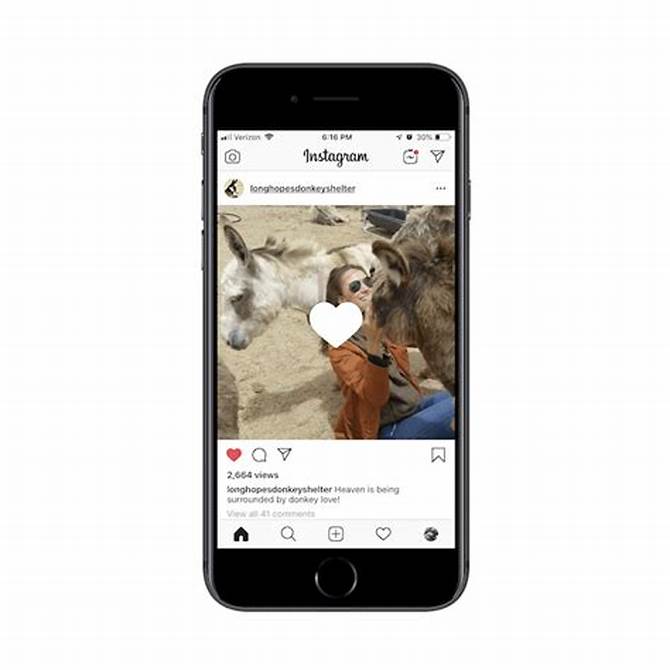 Verizon 6:16 PM 30%
Instagram
longhopesdonkeyshelter
2,664 views
longhopesdonkeyshelter Heaven is being
surrounded by donkey love!
View all 41 comments